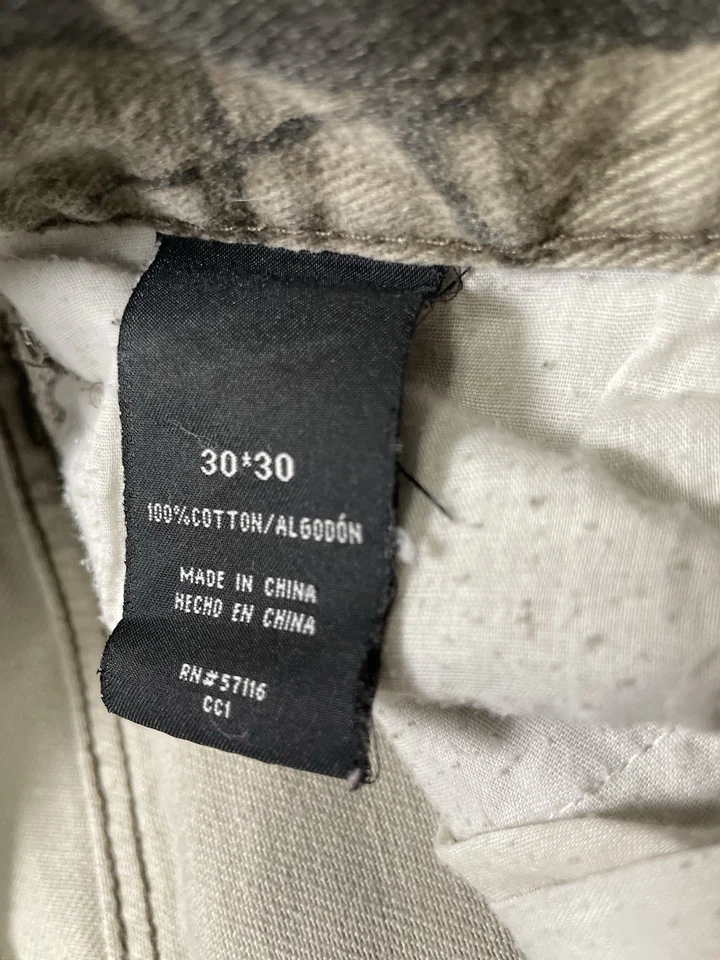 30*30
100%COTTON/ALGODÓN
MADE IN CHINA
HECHO EN CHINA
RN#57116
CC1